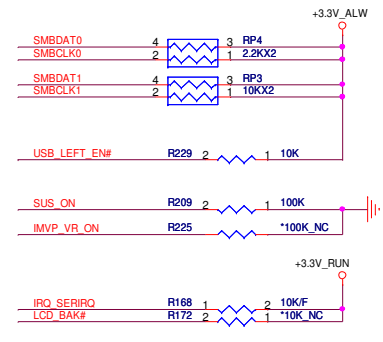 +3.3V_ALW
SMBDAT0 4 3 RP4
SMBCLK0 2 1 2.2KX2
SMBDAT1 4 3 RP3
SMBCLK1 2 1 10KX2
USB_LEFT_EN# R229 2 1 10K
SUS_ON R209 2 1 100K
IMVP_VR_ON R225 *100K_NC
+3.3V_RUN
IRQ_SERIRQ R168 1 2 10K/F
LCD_BAK# R172 2 1 *10K_NC